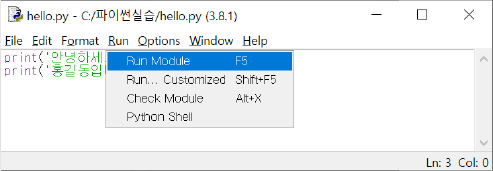 hello.py - C:/파이썬실습/hello.py (3.8.1)
File Edit Format Run Options Window Help
print('안녕하세
print('홍길동입
Run Module F5
Run... Customized Shift+F5
Check Module Alt+X
Python Shell
Ln: 3 Col: 0